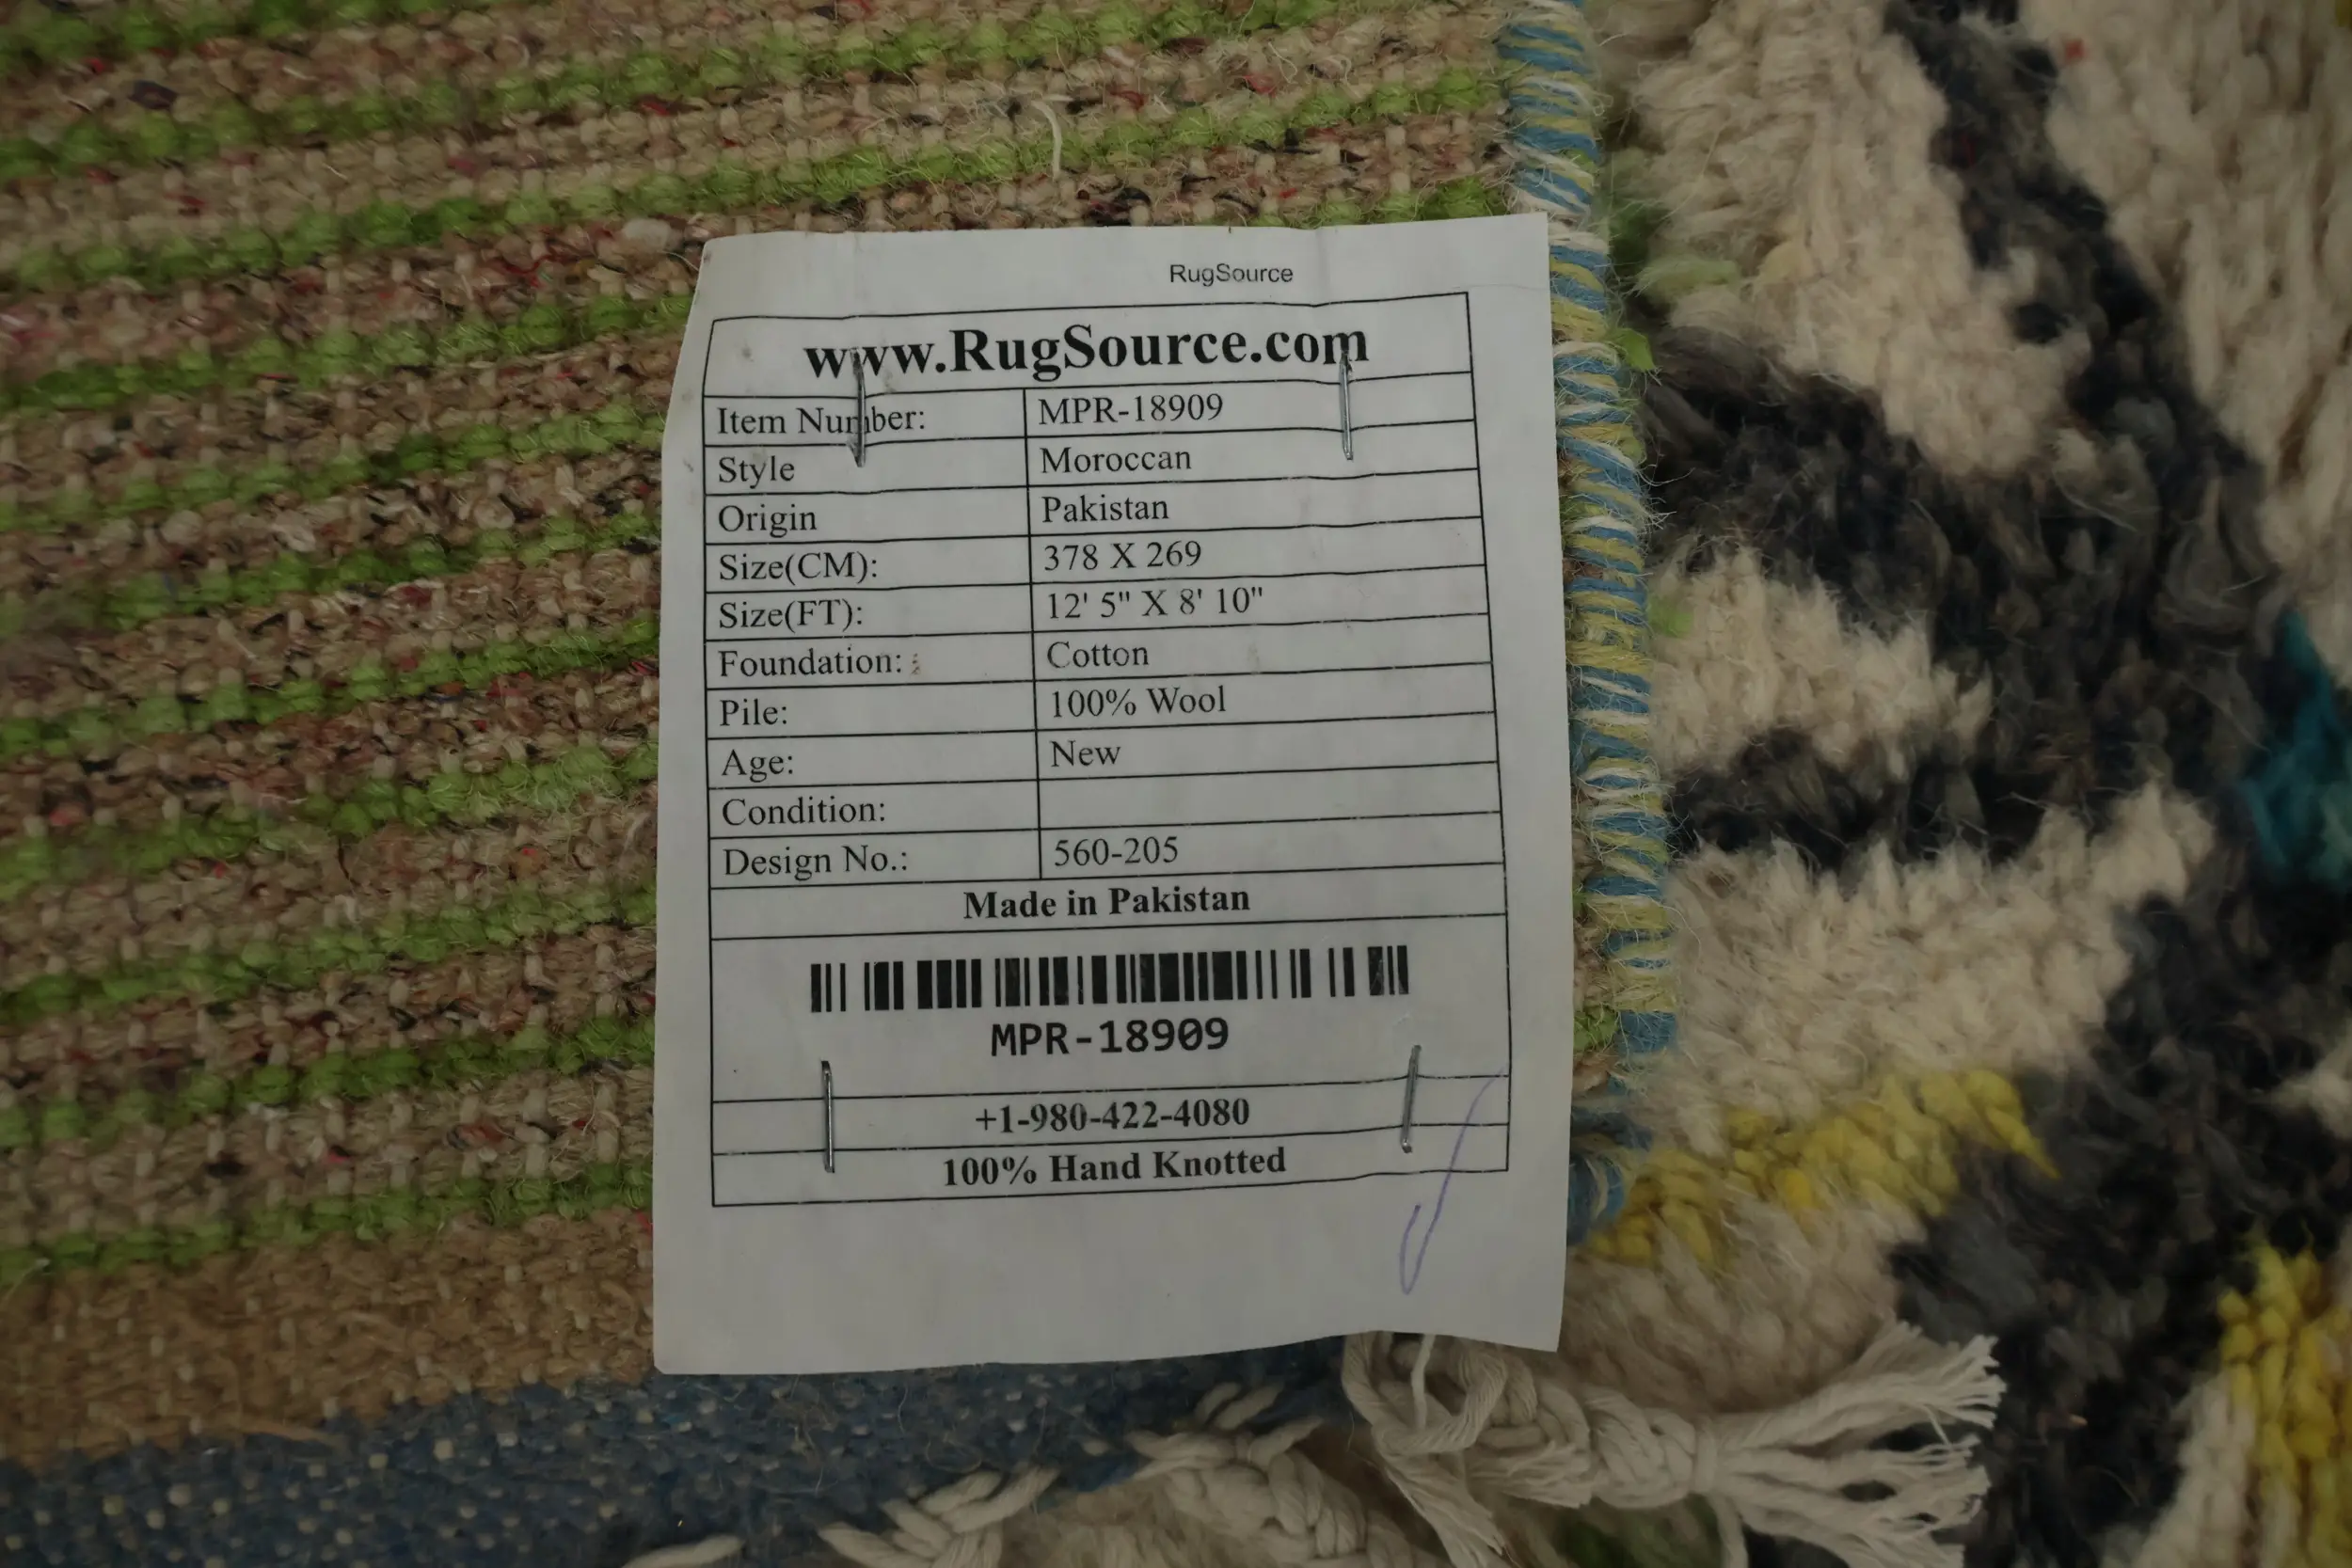 RugSource
www.RugSource.com
Item Number: MPR-18909
Style Moroccan
Origin Pakistan
Size(CM): 378 X 269
Size(FT): 12' 5" X 8' 10"
Foundation: Cotton
Pile: 100% Wool
Age: New
Condition:
Design No.: 560-205
Made in Pakistan
MPR-18909
+1-980-422-4080
100% Hand Knotted